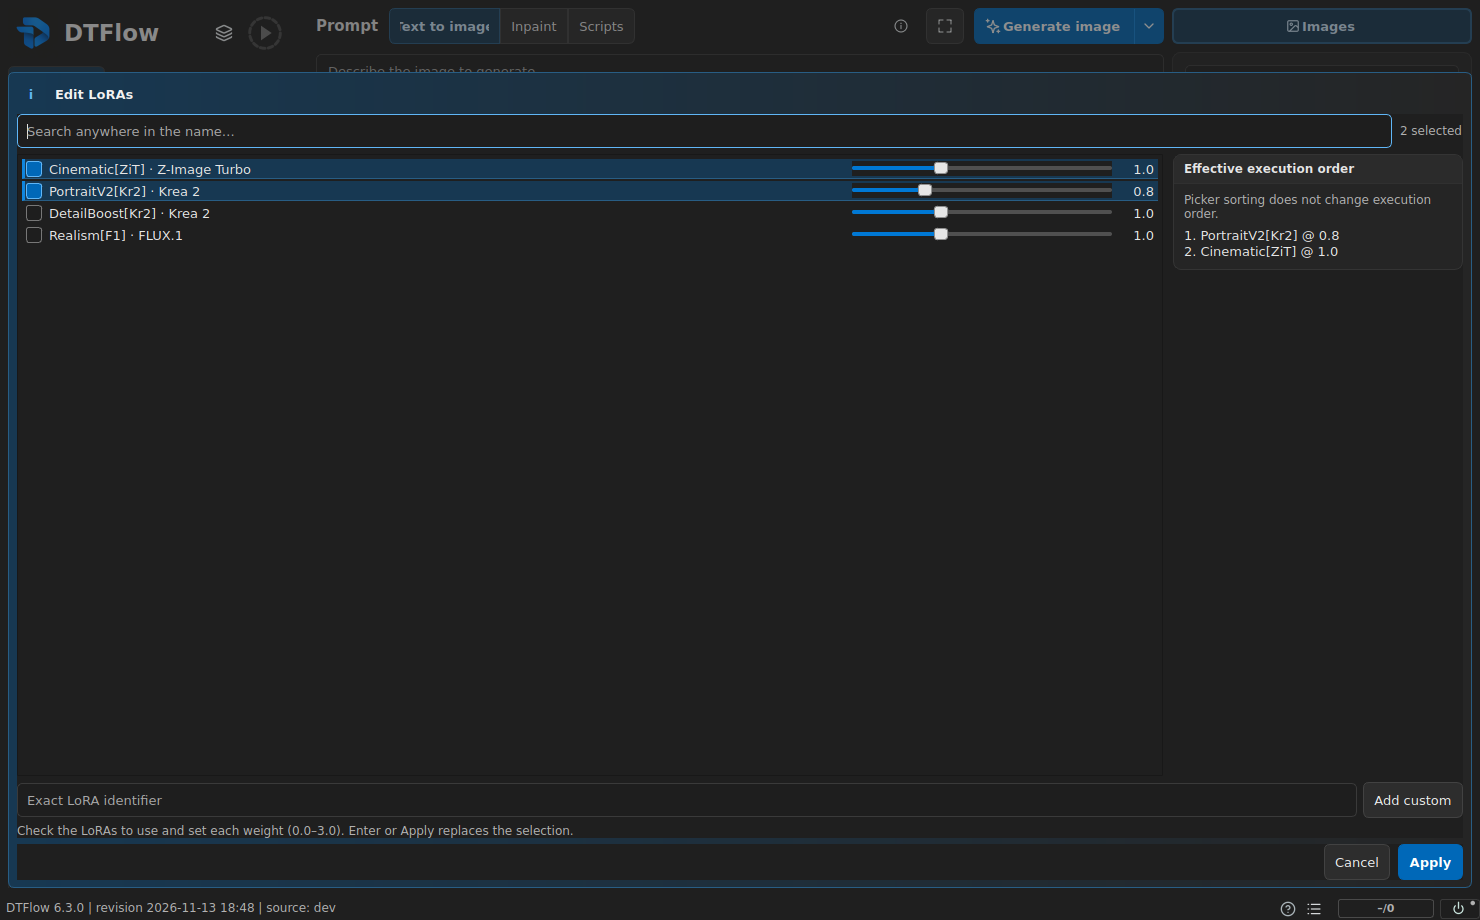 DTFlow
Prompt
Text to image
Inpaint
Scripts
Generate image
Images
Describe the image to generate
i Edit LoRAs
Search anywhere in the name...
2 selected
Cinematic[ZiT] · Z-Image Turbo 1.0
PortraitV2[Kr2] · Krea 2 0.8
DetailBoost[Kr2] · Krea 2 1.0
Realism[F1] · FLUX.1 1.0
Effective execution order
Picker sorting does not change execution
order.
1. PortraitV2[Kr2] @ 0.8
2. Cinematic[ZiT] @ 1.0
Exact LoRA identifier
Add custom
Check the LoRAs to use and set each weight (0.0–3.0). Enter or Apply replaces the selection.
Cancel
Apply
DTFlow 6.3.0 | revision 2026-11-13 18:48 | source: dev
–/0